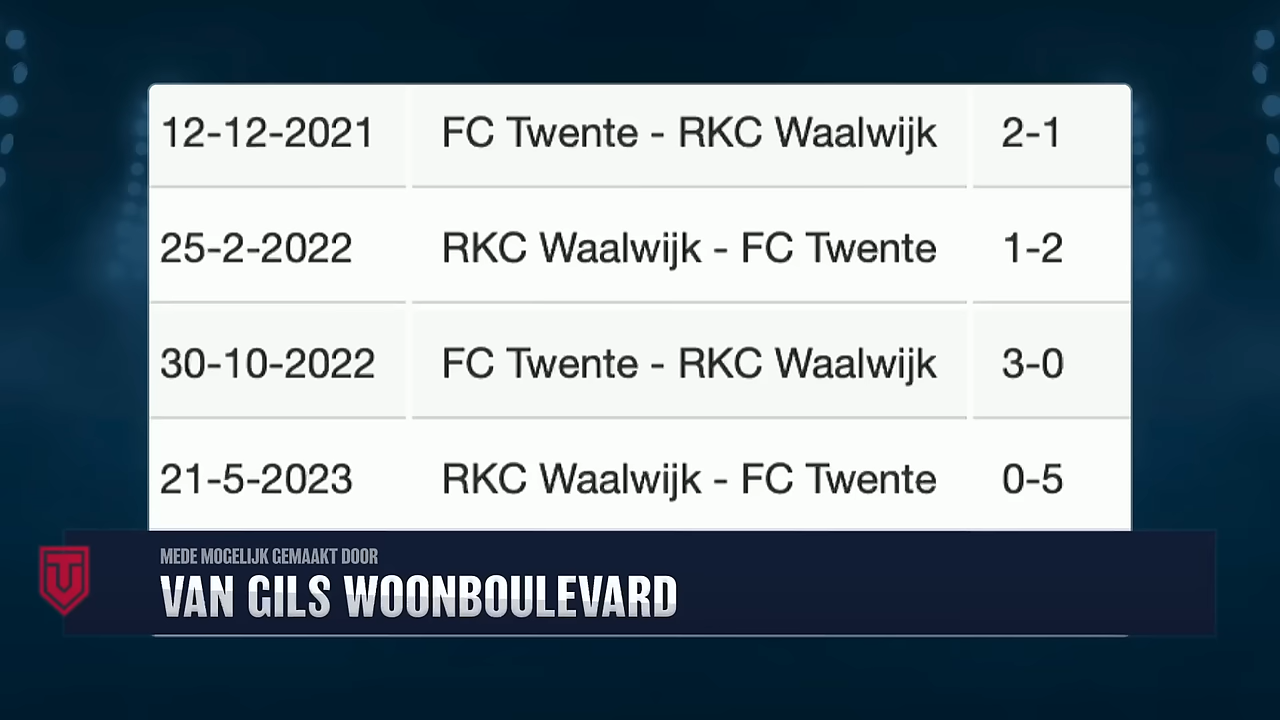 12-12-2021 FC Twente - RKC Waalwijk 2-1
25-2-2022 RKC Waalwijk - FC Twente 1-2
30-10-2022 FC Twente - RKC Waalwijk 3-0
21-5-2023 RKC Waalwijk - FC Twente 0-5
MEDE MOGELIJK GEMAAKT DOOR
VAN GILS WOONBOULEVARD